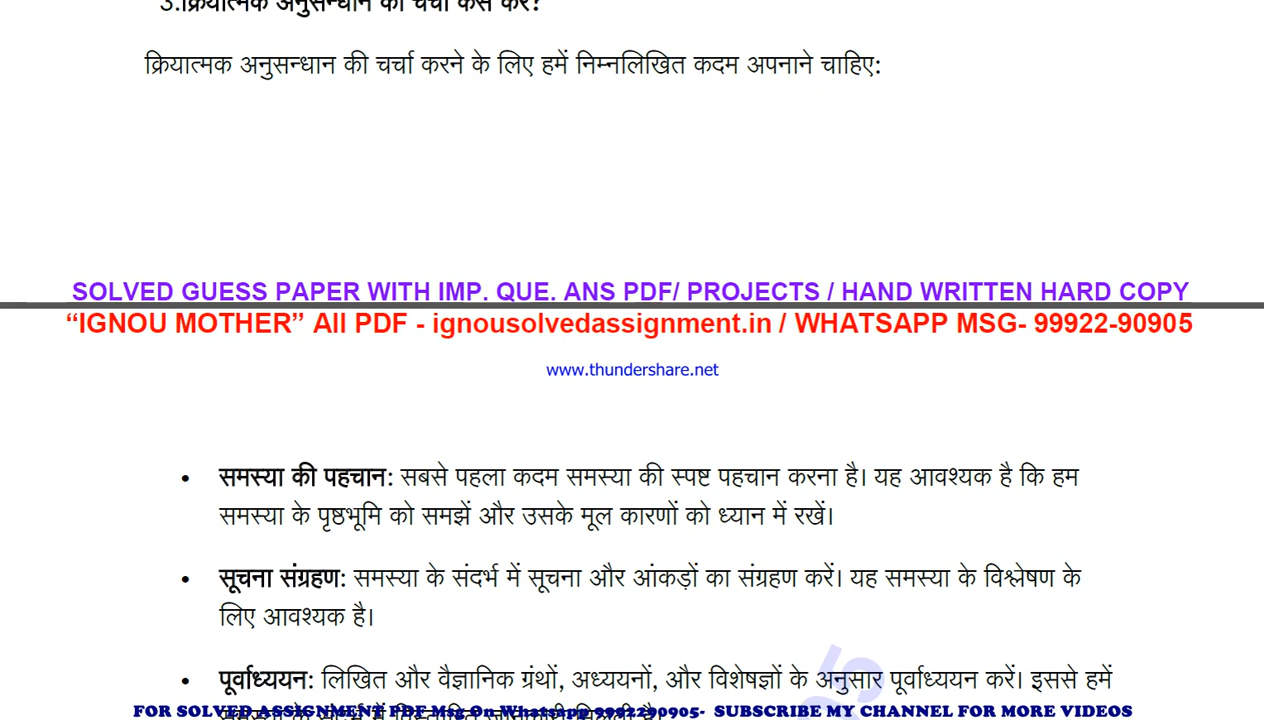 3.क्रियात्मक अनुसन्धान की चर्चा कैसे करें?
क्रियात्मक अनुसन्धान की चर्चा करने के लिए हमें निम्नलिखित कदम अपनाने चाहिए:
SOLVED GUESS PAPER WITH IMP. QUE. ANS PDF/ PROJECTS / HAND WRITTEN HARD COPY
“IGNOU MOTHER” All PDF - ignousolvedassignment.in / WHATSAPP MSG- 99922-90905
www.thundershare.net
• समस्या की पहचान: सबसे पहला कदम समस्या की स्पष्ट पहचान करना है। यह आवश्यक है कि हम
समस्या के पृष्ठभूमि को समझें और उसके मूल कारणों को ध्यान में रखें।
• सूचना संग्रहण: समस्या के संदर्भ में सूचना और आंकड़ों का संग्रहण करें। यह समस्या के विश्लेषण के
लिए आवश्यक है।
• पूर्वाध्ययन: लिखित और वैज्ञानिक ग्रंथों, अध्ययनों, और विशेषज्ञों के अनुसार पूर्वाध्ययन करें। इससे हमें
FOR SOLVED ASSIGNMENT PDF Msg On Whatsapp 9992290905- SUBSCRIBE MY CHANNEL FOR MORE VIDEOS